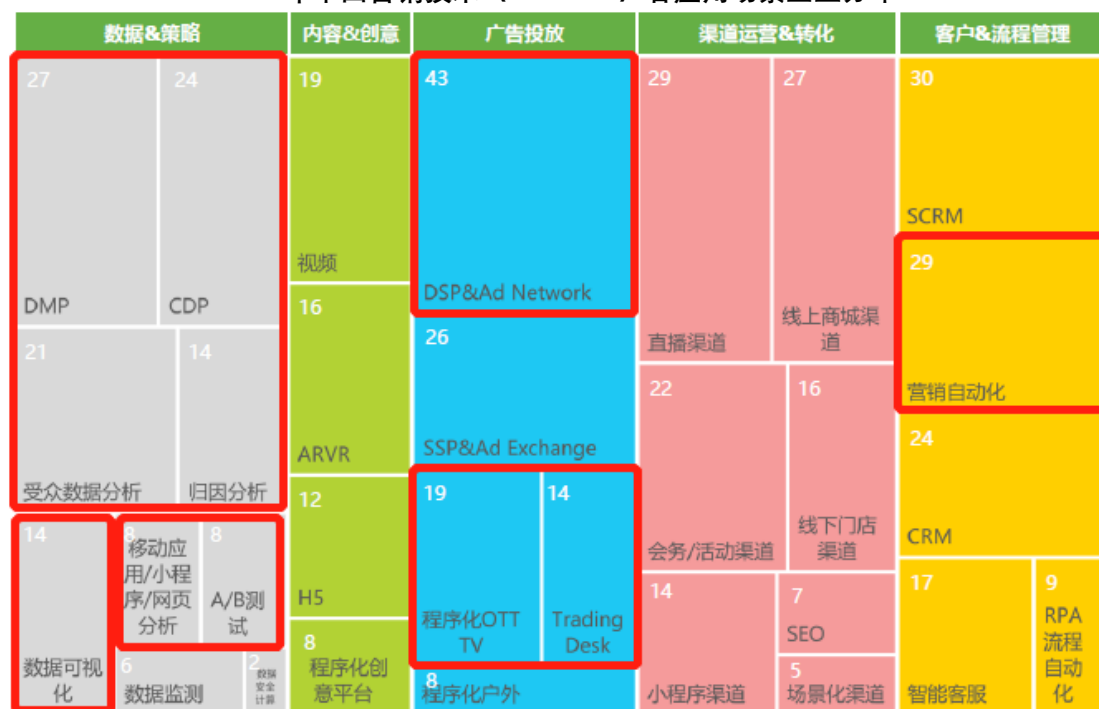 数据&策略
27
DMP
24
CDP
21
受众数据分析
14
归因分析
14
数据可视
化
8
移动应
用/小程
序/网页
分析
8
A/B测
试
6
数据监测
2
数据
安全
计算
内容&创意
19
视频
16
ARVR
12
H5
8
程序化创
意平台
广告投放
43
DSP&Ad Network
26
SSP&Ad Exchange
19
程序化OTT
TV
14
Trading
Desk
8
程序化户外
渠道运营&转化
29
直播渠道
27
线上商城渠
道
22
会务/活动渠道
16
线下门店
渠道
14
小程序渠道
7
SEO
5
场景化渠道
客户&流程管理
30
SCRM
29
营销自动化
24
CRM
17
智能客服
9
RPA
流程
自动
化